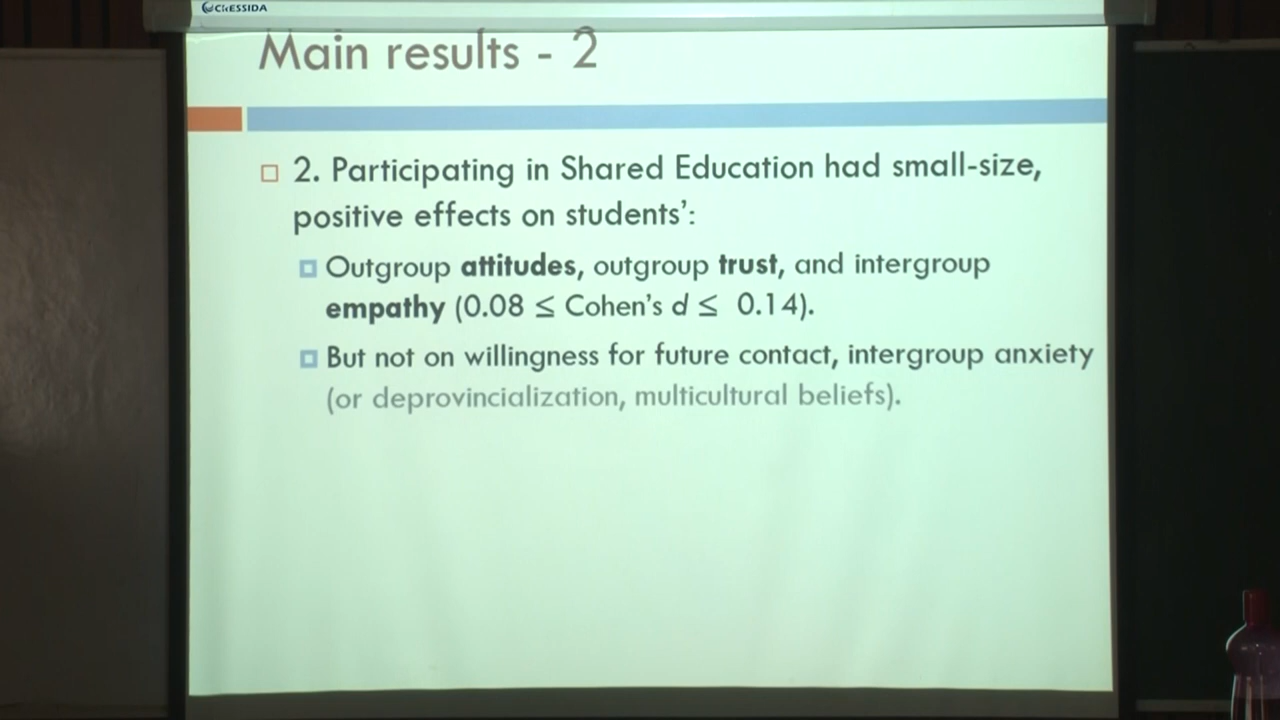 CRESSIDA
Main results - 2
2. Participating in Shared Education had small-size,
positive effects on students’:
Outgroup attitudes, outgroup trust, and intergroup
empathy (0.08 ≤ Cohen’s d ≤ 0.14).
But not on willingness for future contact, intergroup anxiety
(or deprovincialization, multicultural beliefs).